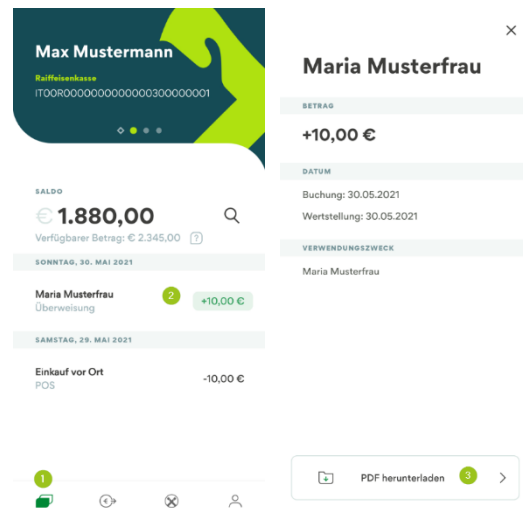 Max Mustermann
Raiffeisenkasse
IT00R0000000000000300000001
SALDO
€ 1.880,00
Verfügbarer Betrag: € 2.345,00 ?
SONNTAG, 30. MAI 2021
Maria Musterfrau 2 +10,00 €
Überweisung
SAMSTAG, 29. MAI 2021
Einkauf vor Ort -10,00 €
POS
1
Maria Musterfrau
BETRAG
+10,00 €
DATUM
Buchung: 30.05.2021
Wertstellung: 30.05.2021
VERWENDUNGSZWECK
Maria Musterfrau
PDF herunterladen 3